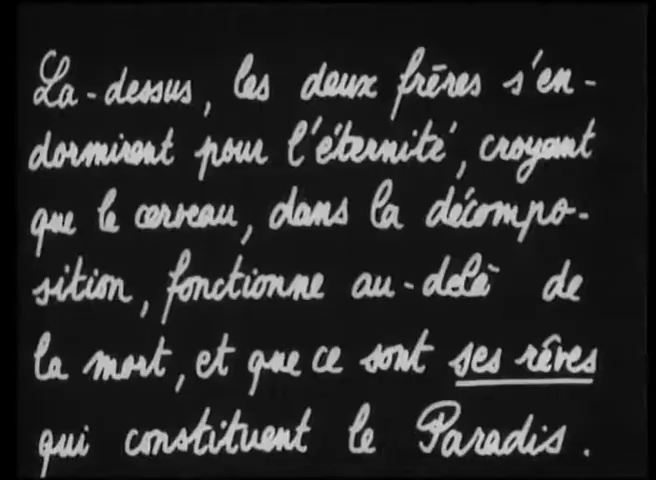 La-dessus, les deux frères s'en-
dormirent pour l'éternité, croyant
que le cerveau, dans la décompo-
sition, fonctionne au-delà de
la mort, et que ce sont ses rêves
qui constituent le Paradis.